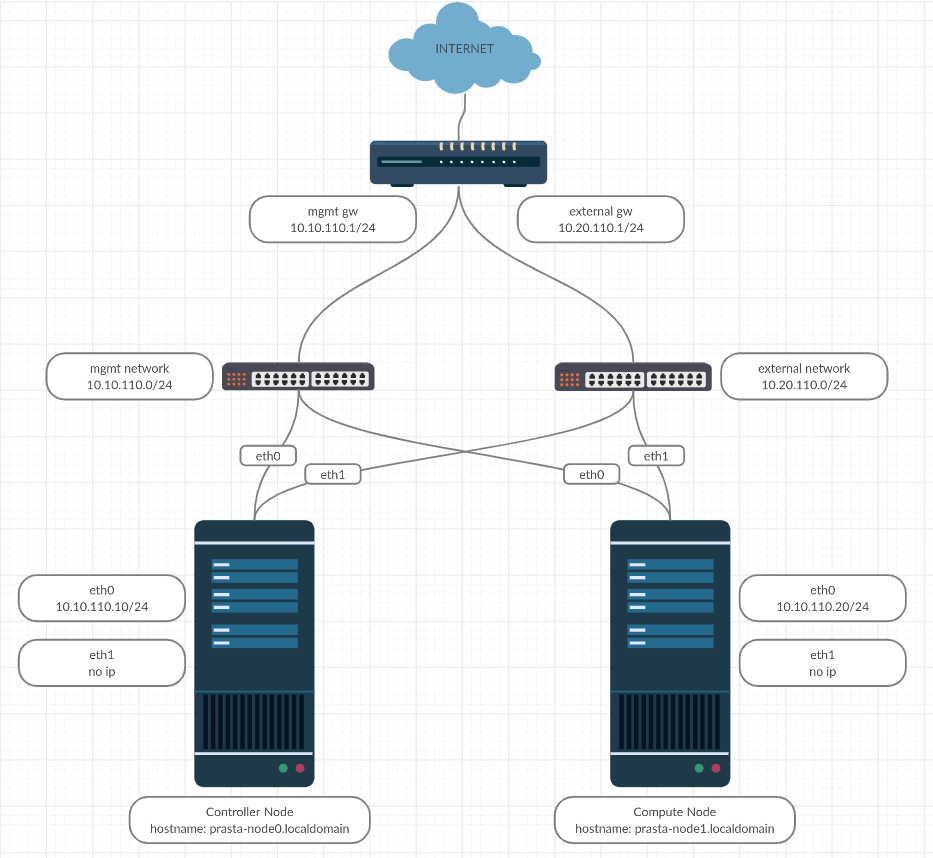 INTERNET
mgmt gw
10.10.110.1/24
external gw
10.20.110.1/24
mgmt network
10.10.110.0/24
external network
10.20.110.0/24
eth0
eth1
eth0
eth1
eth0
10.10.110.10/24
eth1
no ip
eth0
10.10.110.20/24
eth1
no ip
Controller Node
hostname: prasta-node0.localdomain
Compute Node
hostname: prasta-node1.localdomain